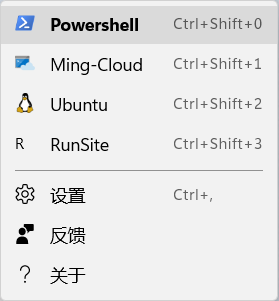 Powershell Ctrl+Shift+0
Ming-Cloud Ctrl+Shift+1
Ubuntu Ctrl+Shift+2
R RunSite Ctrl+Shift+3
设置 Ctrl+,
反馈
? 关于